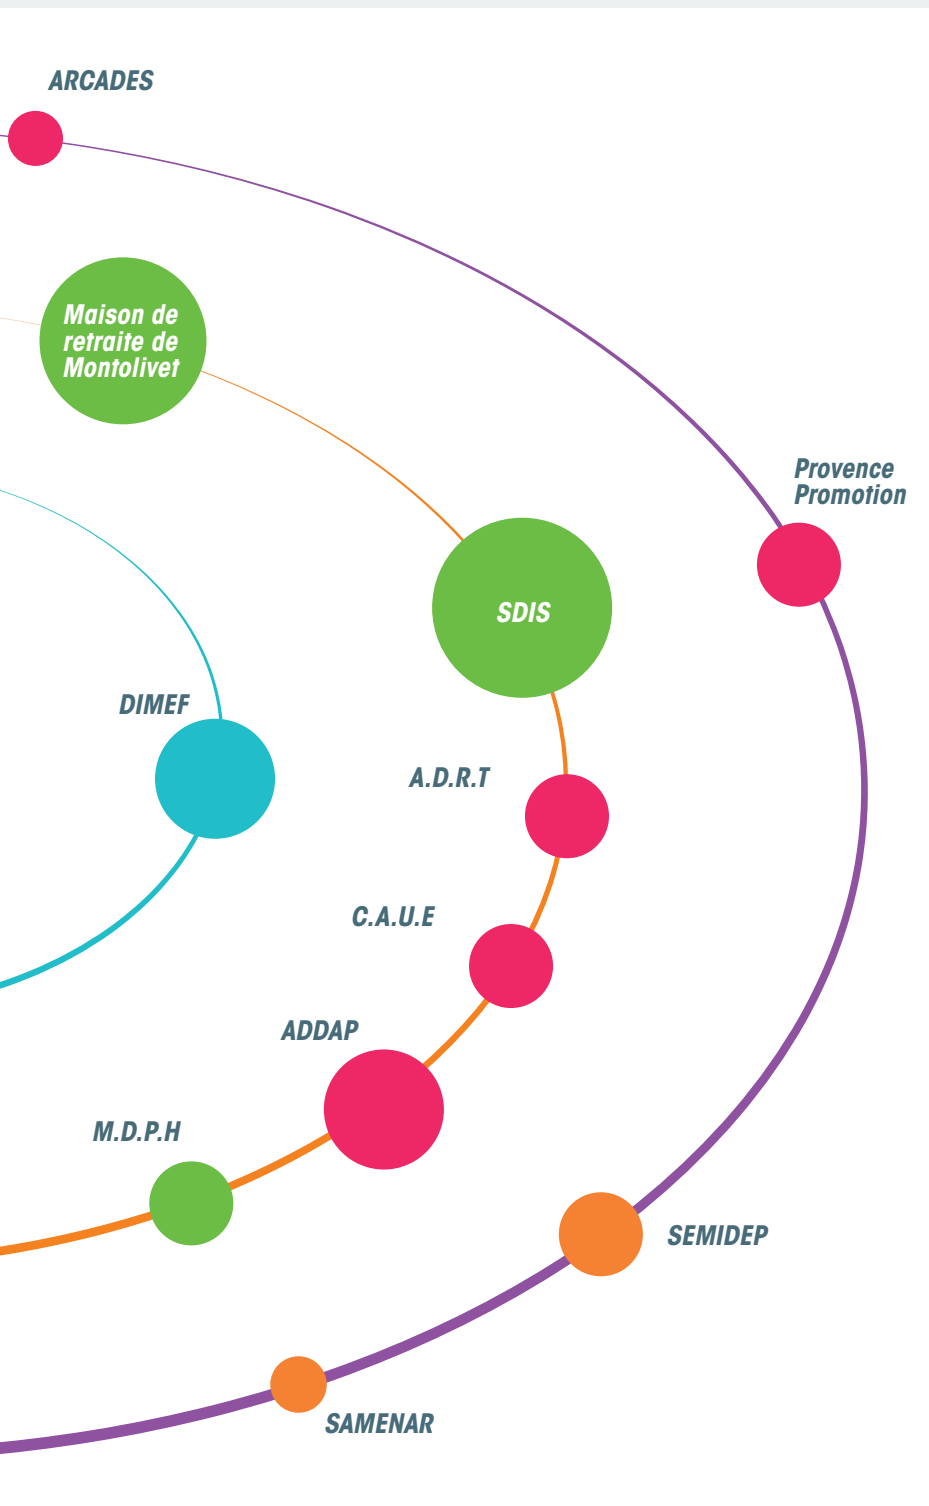 ARCADES
Maison de
retraite de
Montolivet
Provence
Promotion
SDIS
DIMEF
A.D.R.T
C.A.U.E
ADDAP
M.D.P.H
SEMIDEP
SAMENAR